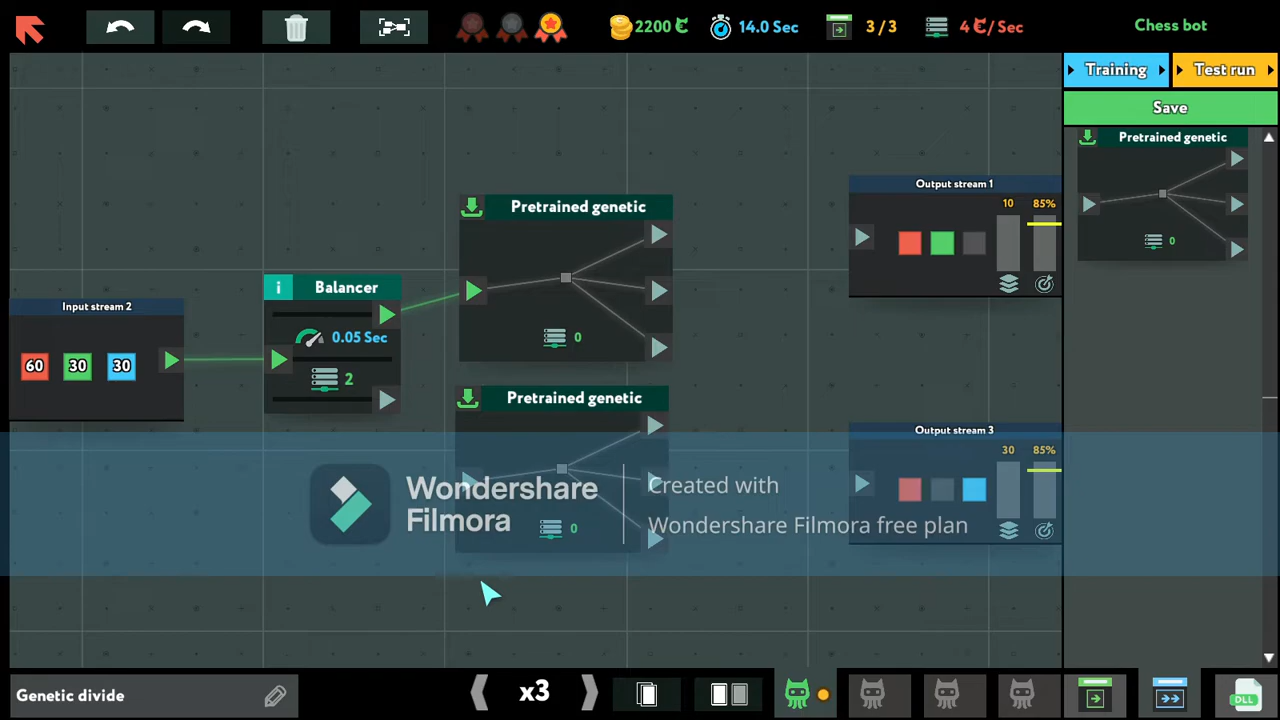 2200 €
14.0 Sec
3 / 3
4 €/Sec
Chess bot
Training
Test run
Save
Pretrained genetic
0
Pretrained genetic
0
Output stream 1
10
85%
Balancer
0.05 Sec
2
Input stream 2
60
30
30
Pretrained genetic
0
Output stream 3
30
85%
Wondershare
Filmora
Created with
Wondershare Filmora free plan
Genetic divide
x3
DLL